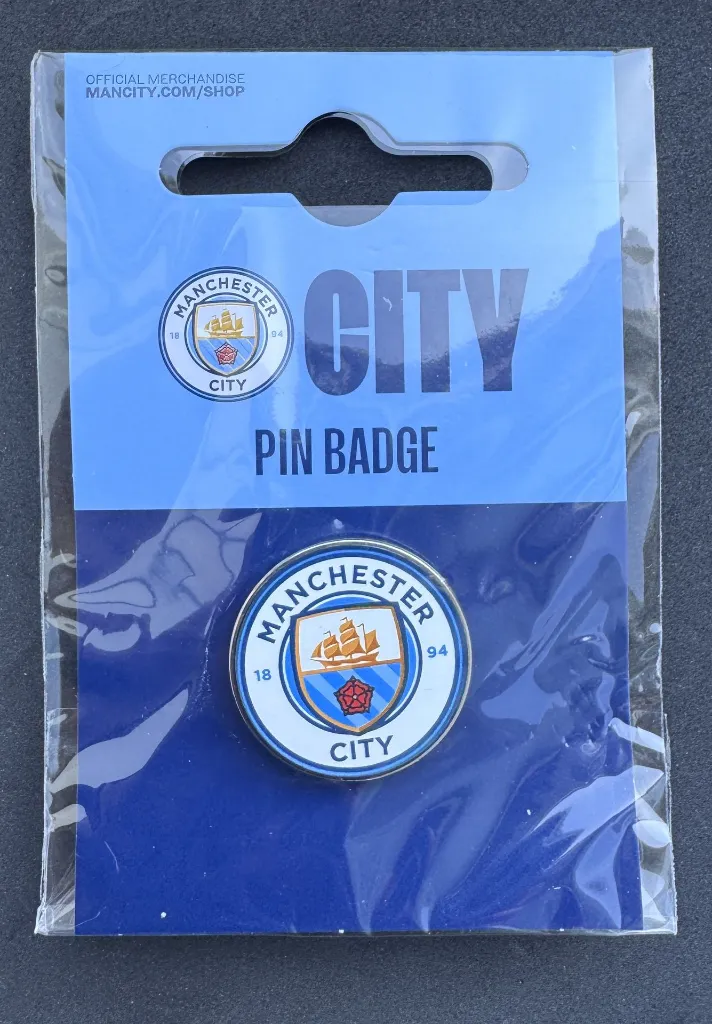 OFFICIAL MERCHANDISE
MANCITY.COM/SHOP
MANCHESTER
18 94
CITY
CITY
PIN BADGE
MANCHESTER
18 94
CITY